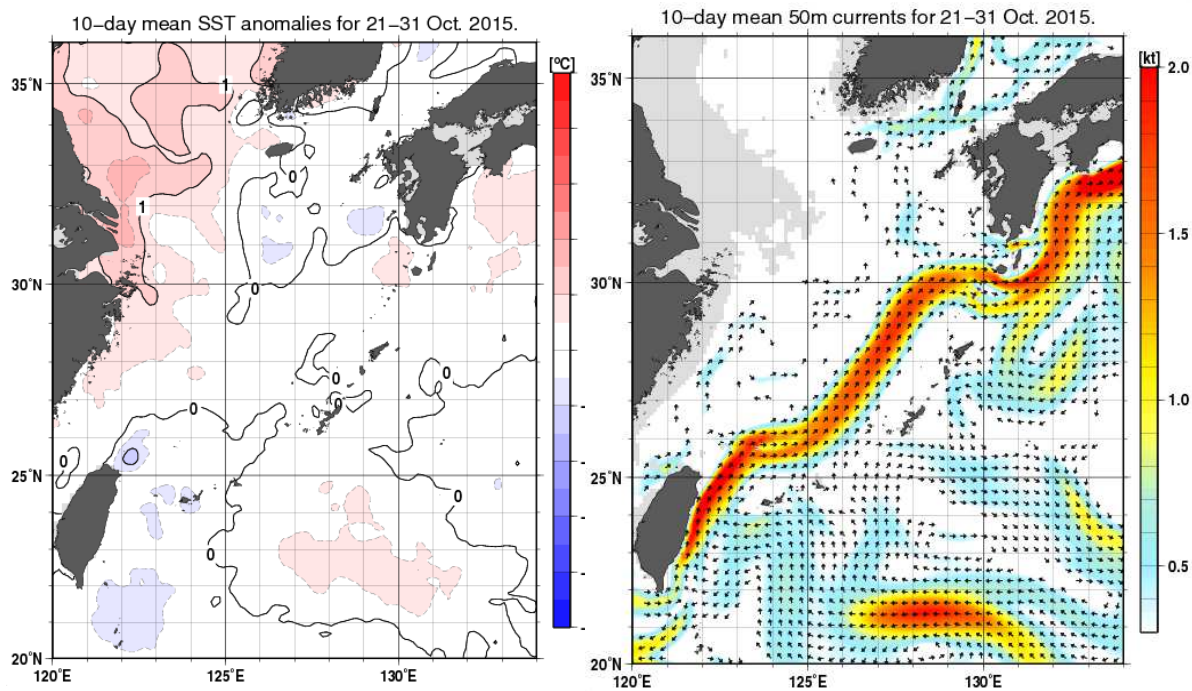 10-day mean SST anomalies for 21-31 Oct. 2015.
[°C]
35°N
30°N
25°N
20°N
120°E
125°E
130°E
1
1
0
0
0
0
0
0
0
0
0
-
-
-
-
-
-
-
10-day mean 50m currents for 21-31 Oct. 2015.
[kt]
2.0
1.5
1.0
0.5
35°N
30°N
25°N
20°N
120°E
125°E
130°E